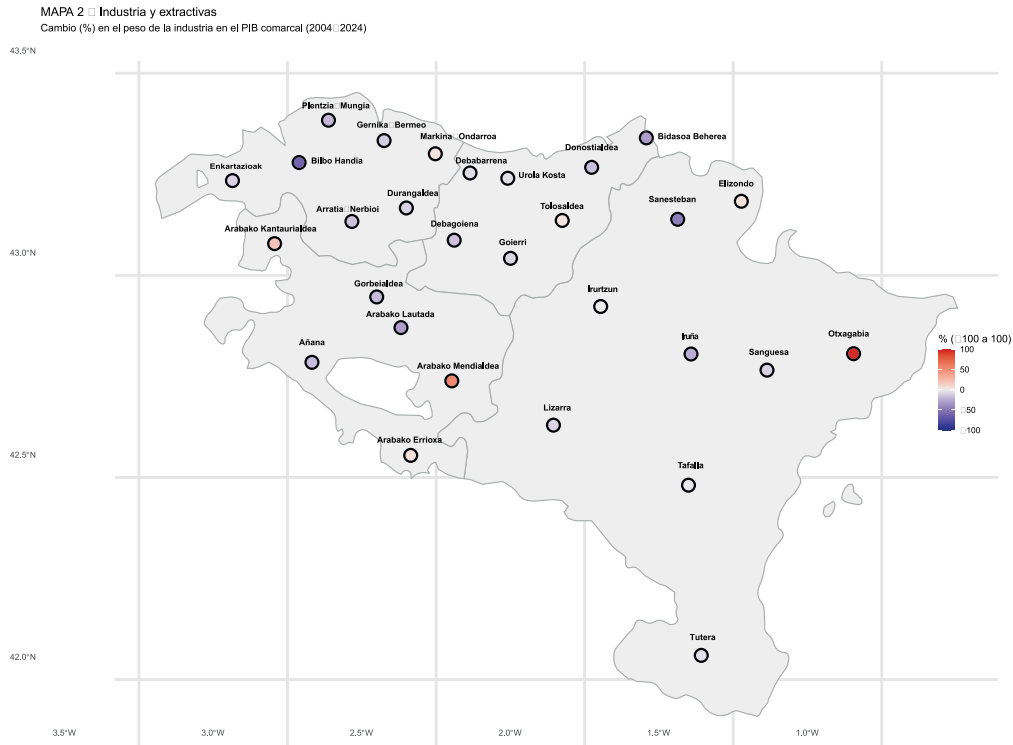 MAPA 2 □ Industria y extractivas
Cambio (%) en el peso de la industria en el PIB comarcal (2004□2024)
43.5°N
Plentzia□Mungia
Gernika□Bermeo
Markina□Ondarroa
Bidasoa Beherea
Donostialdea
Bilbo Handia
Debabarrena
Enkartazioak
Urola Kosta
Elizondo
Durangaldea
Sanesteban
Tolosaldea
Arratia□Nerbioi
Debagoiena
Arabako Kantaurialdea
Goierri
43.0°N
Gorbeialdea
Irurtzun
Arabako Lautada
Otxagabia
Iruña
% (□100 a 100)
Añana
100
Sanguesa
Arabako Mendialdea
50
0
Lizarra
□50
□100
Arabako Errioxa
42.5°N
Tafalla
Tutera
42.0°N
3.5°W
3.0°W
2.5°W
2.0°W
1.5°W
1.0°W